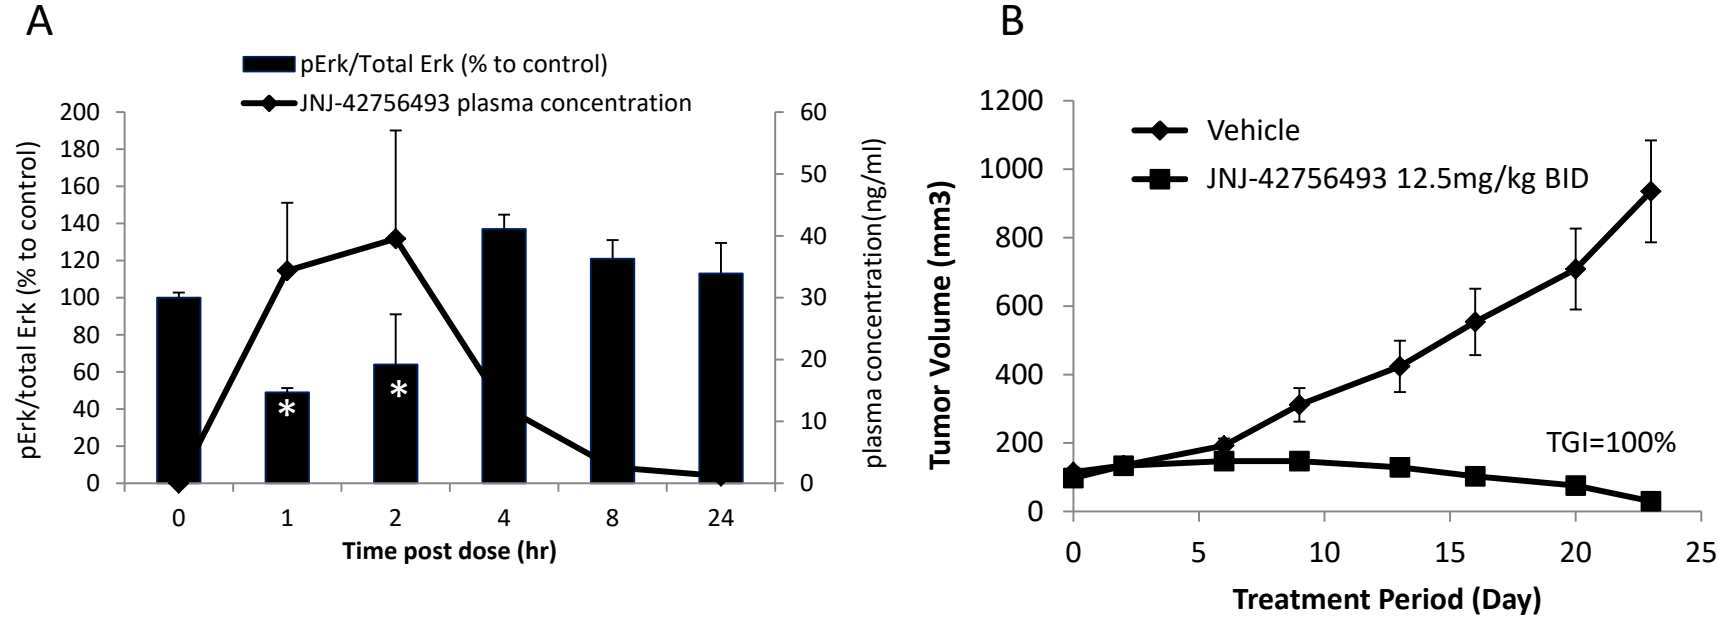 A
pErk/Total Erk (% to control)
JNJ-42756493 plasma concentration
200
180
160
140
120
100
80
60
40
20
0
pErk/total Erk (% to control)
60
50
40
30
20
10
0
plasma concentration(ng/ml)
*
*
0 1 2 4 8 24
Time post dose (hr)
B
Vehicle
JNJ-42756493 12.5mg/kg BID
1200
1000
800
600
400
200
0
Tumor Volume (mm3)
TGI=100%
0 5 10 15 20 25
Treatment Period (Day)